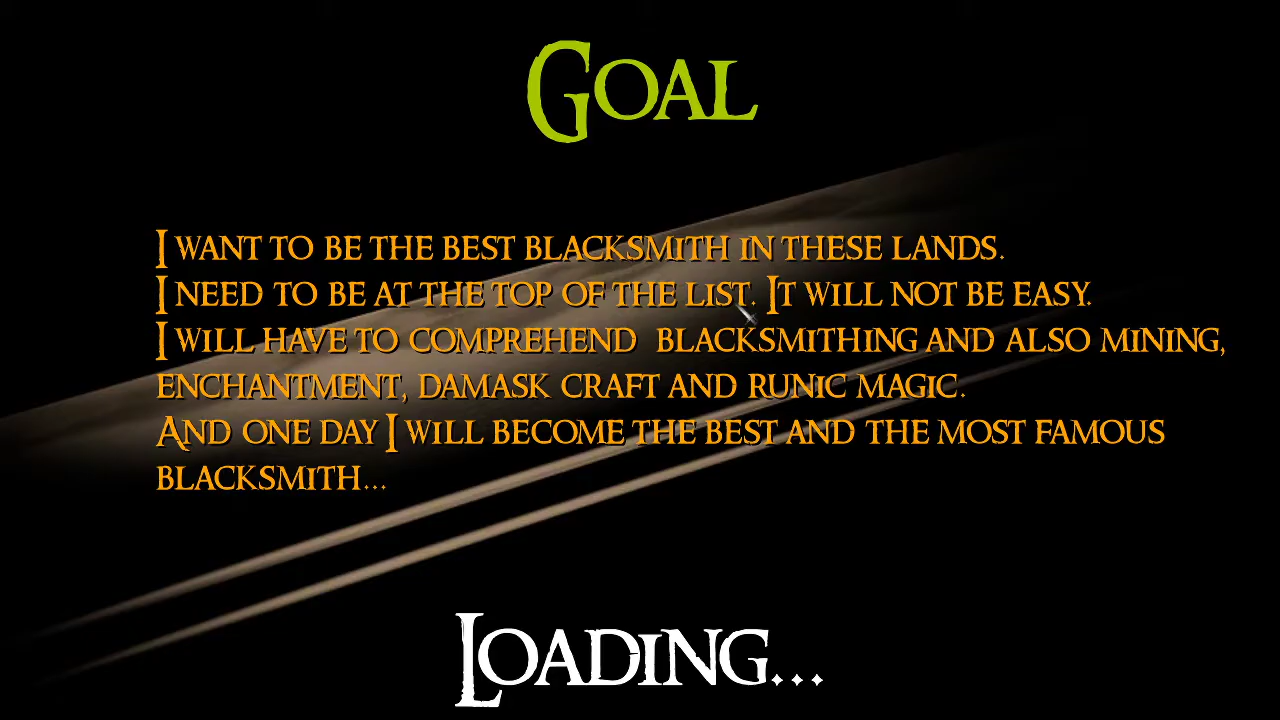 Goal
I want to be the best blacksmith in these lands.
I need to be at the top of the list. It will not be easy.
I will have to comprehend  blacksmithing and also mining,
enchantment, damask craft and runic magic.
And one day I will become the best and the most famous
blacksmith...
Loading...